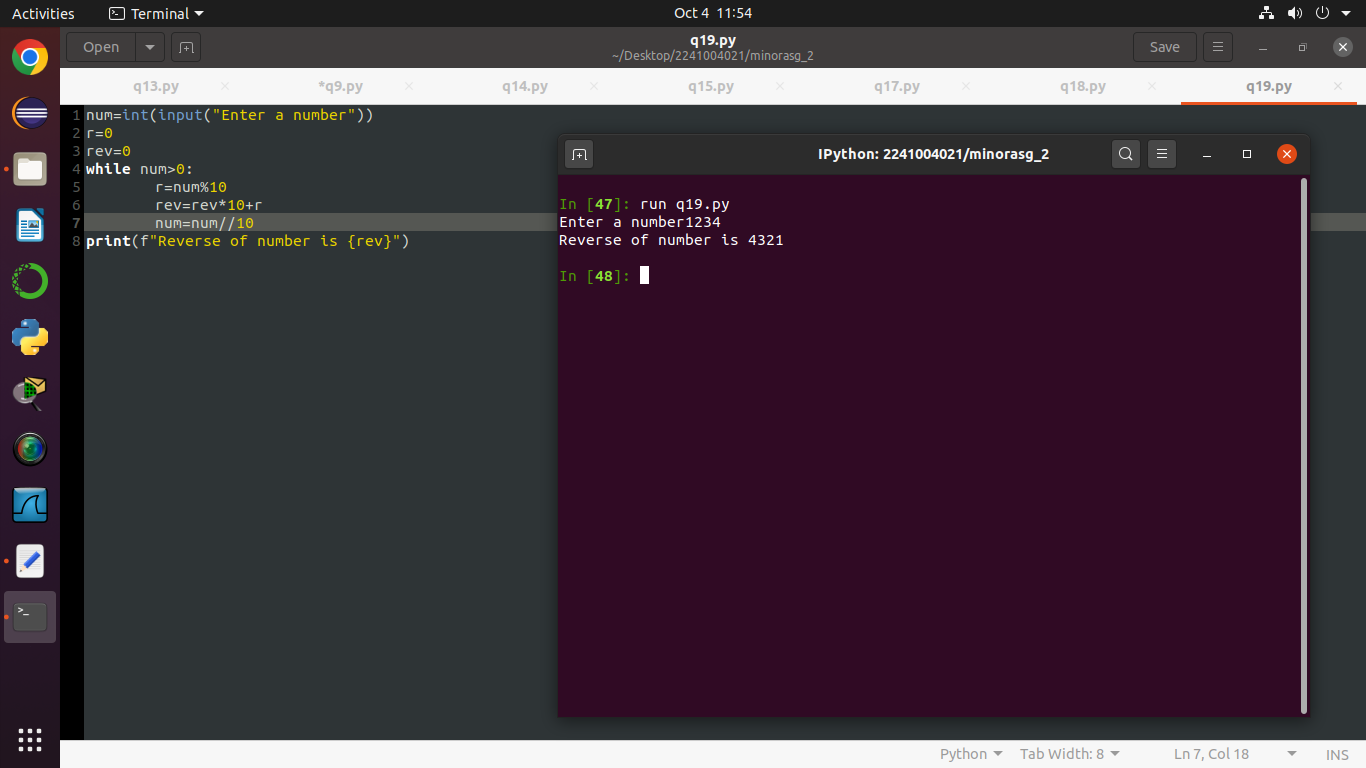 Activities Terminal Oct 4 11:54
Open q19.py Save
~/Desktop/2241004021/minorasg_2
q13.py *q9.py q14.py q15.py q17.py q18.py q19.py
1 num=int(input("Enter a number"))
2 r=0
3 rev=0
4 while num>0:
5 r=num%10
6 rev=rev*10+r
7 num=num//10
8 print(f"Reverse of number is {rev}")
IPython: 2241004021/minorasg_2
In [47]: run q19.py
Enter a number1234
Reverse of number is 4321
In [48]:
>_
Python Tab Width: 8 Ln 7, Col 18 INS